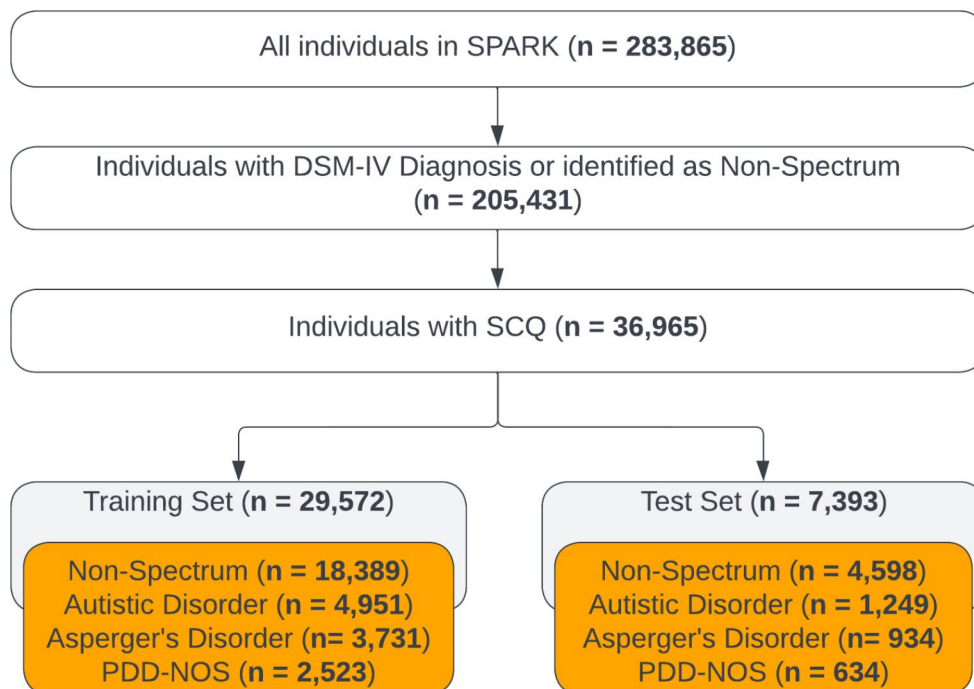 All individuals in SPARK (n = 283,865)
Individuals with DSM-IV Diagnosis or identified as Non-Spectrum
(n = 205,431)
Individuals with SCQ (n = 36,965)
Training Set (n = 29,572)
Non-Spectrum (n = 18,389)
Autistic Disorder (n = 4,951)
Asperger's Disorder (n= 3,731)
PDD-NOS (n = 2,523)
Test Set (n = 7,393)
Non-Spectrum (n = 4,598)
Autistic Disorder (n = 1,249)
Asperger's Disorder (n= 934)
PDD-NOS (n = 634)